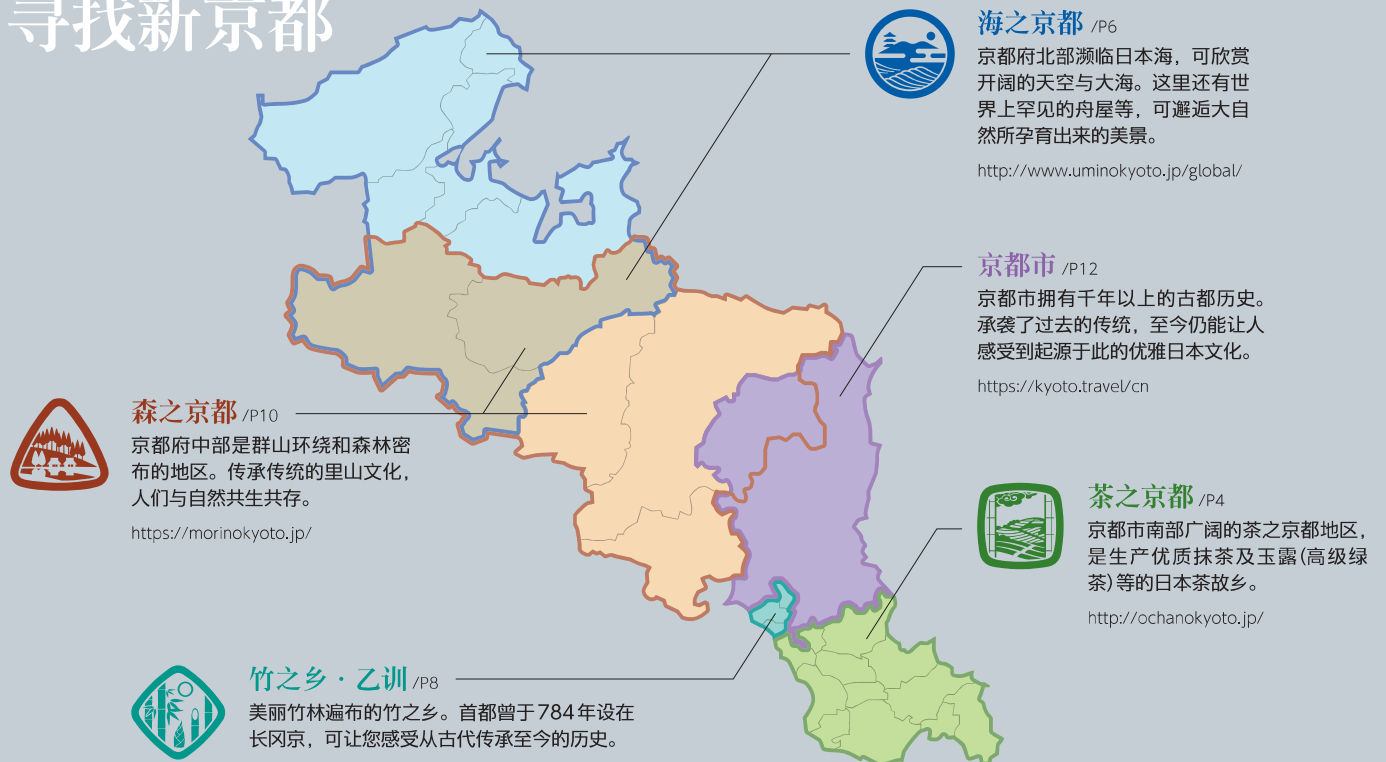 寻找新京都
海之京都 /P6
京都府北部濒临日本海，可欣赏
开阔的天空与大海。这里还有世
界上罕见的舟屋等，可邂逅大自
然所孕育出来的美景。
http://www.uminokyoto.jp/global/
京都市 /P12
京都市拥有千年以上的古都历史。
承袭了过去的传统，至今仍能让人
感受到起源于此的优雅日本文化。
https://kyoto.travel/cn
森之京都 /P10
京都府中部是群山环绕和森林密
布的地区。传承传统的里山文化，
人们与自然共生共存。
https://morinokyoto.jp/
茶之京都 /P4
京都市南部广阔的茶之京都地区，
是生产优质抹茶及玉露(高级绿
茶)等的日本茶故乡。
http://ochanokyoto.jp/
竹之乡・乙训 /P8
美丽竹林遍布的竹之乡。首都曾于784年设在
长冈京，可让您感受从古代传承至今的历史。